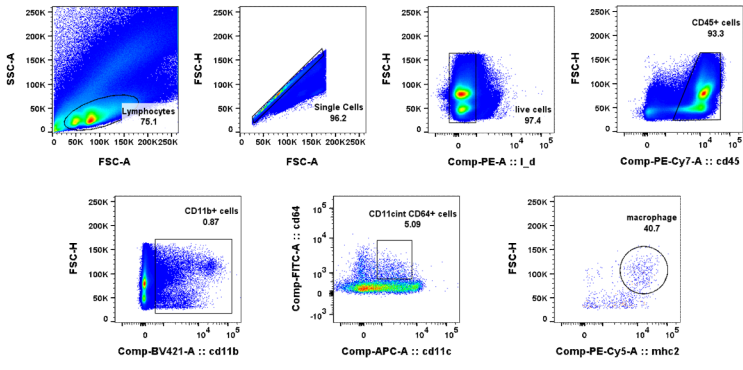 250K
200K
150K
100K
50K
0
SSC-A
Lymphocytes
75.1
0 50K 100K 150K 200K250K
FSC-A
250K
200K
150K
100K
50K
0
FSC-H
Single Cells
96.2
0 50K 100K 150K 200K250K
FSC-A
250K
200K
150K
100K
50K
0
FSC-H
live cells
97.4
0 10^4 10^5
Comp-PE-A :: l_d
250K
200K
150K
100K
50K
0
FSC-H
CD45+ cells
93.3
0 10^4 10^5
Comp-PE-Cy7-A :: cd45
250K
200K
150K
100K
50K
FSC-H
CD11b+ cells
0.87
0 10^4 10^5
Comp-BV421-A :: cd11b
10^5
10^4
10^3
0
-10^3
Comp-FITC-A :: cd64
CD11cint CD64+ cells
5.09
0 10^4 10^5
Comp-APC-A :: cd11c
250K
200K
150K
100K
50K
FSC-H
macrophage
40.7
0 10^4 10^5
Comp-PE-Cy5-A :: mhc2